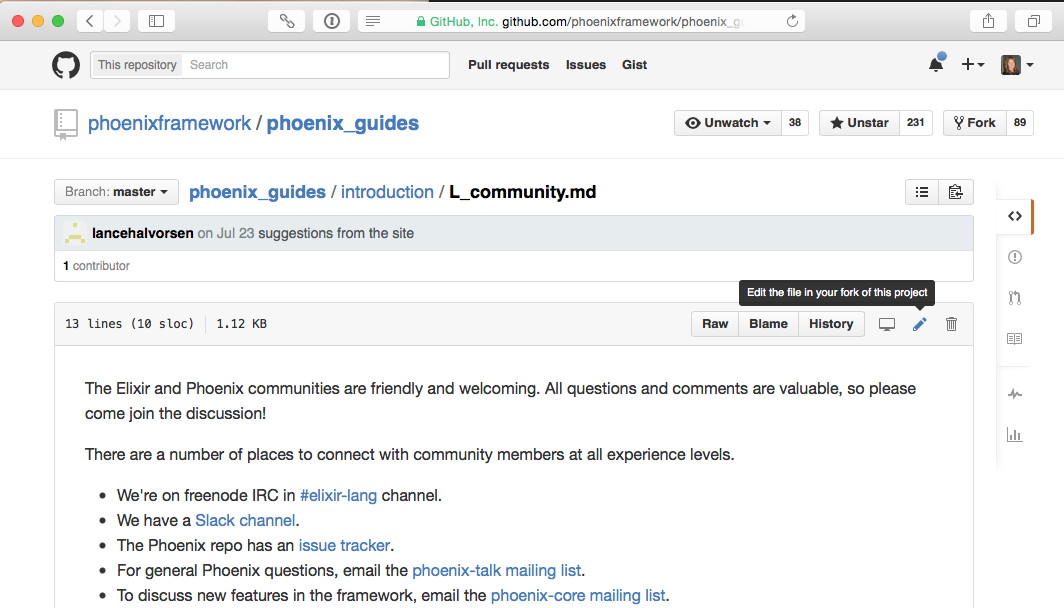 GitHub, Inc. github.com/phoenixframework/phoenix_gu
This repository Search Pull requests Issues Gist
phoenixframework / phoenix_guides Unwatch 38 Unstar 231 Fork 89
Branch: master phoenix_guides / introduction / L_community.md
lancehalvorsen on Jul 23 suggestions from the site
1 contributor
Edit the file in your fork of this project
13 lines (10 sloc) 1.12 KB Raw Blame History
The Elixir and Phoenix communities are friendly and welcoming. All questions and comments are valuable, so please
come join the discussion!
There are a number of places to connect with community members at all experience levels.
• We're on freenode IRC in #elixir-lang channel.
• We have a Slack channel.
• The Phoenix repo has an issue tracker.
• For general Phoenix questions, email the phoenix-talk mailing list.
• To discuss new features in the framework, email the phoenix-core mailing list.